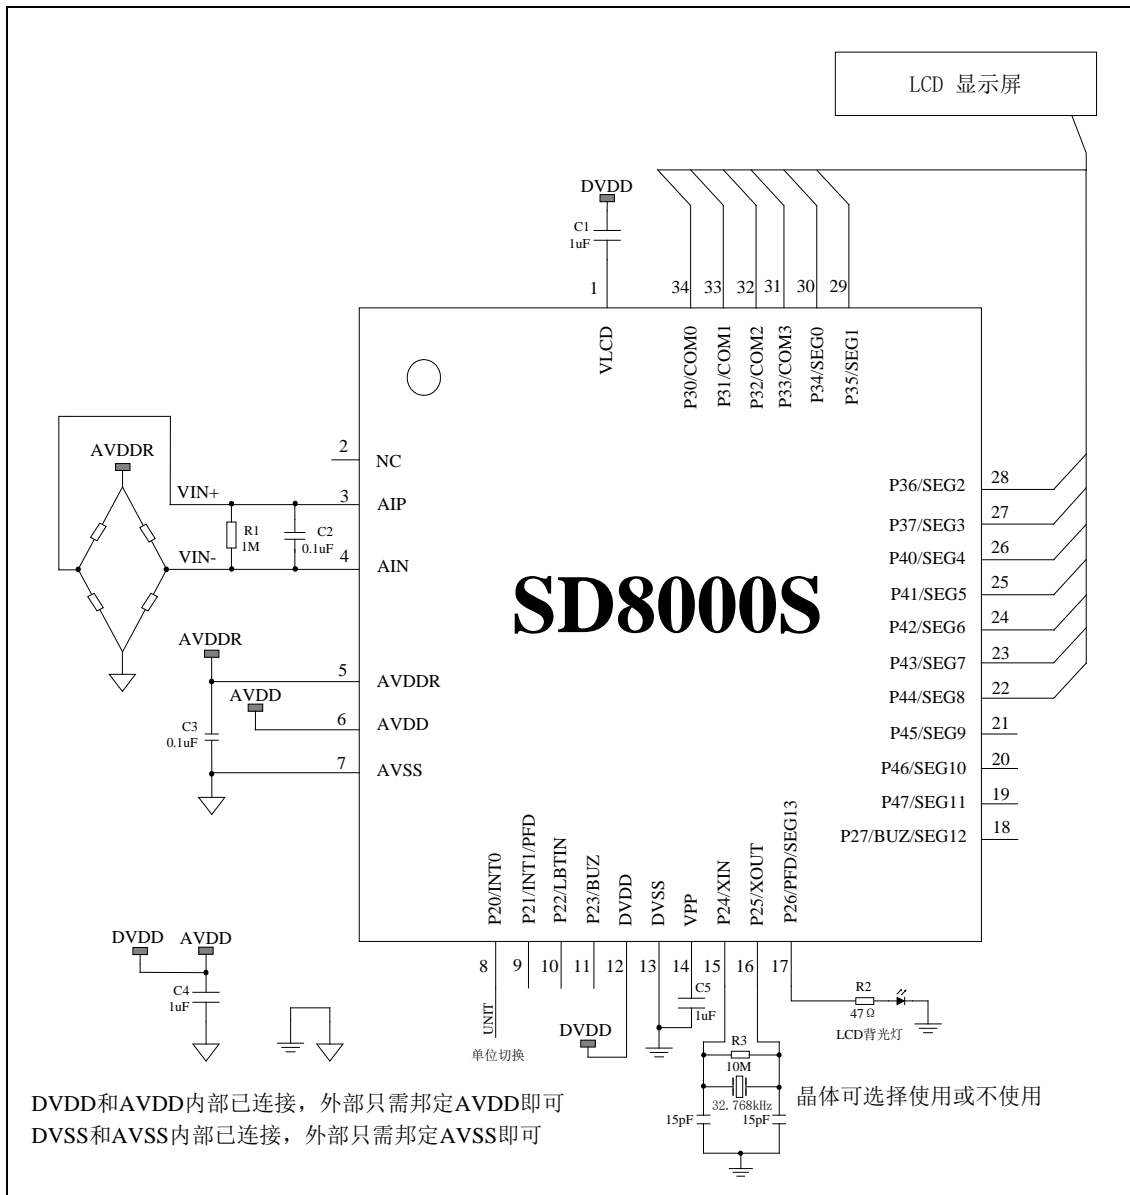 LCD 显示屏
DVDD
C1
1uF
1
34
33
32
31
30
29
VLCD
P30/COM0
P31/COM1
P32/COM2
P33/COM3
P34/SEG0
P35/SEG1
AVDDR
VIN+
VIN-
R1
1M
C2
0.1uF
2
NC
3
AIP
4
AIN
SD8000S
AVDDR
5
AVDDR
AVDD
6
AVDD
C3
0.1uF
7
AVSS
P36/SEG2
28
P37/SEG3
27
P40/SEG4
26
P41/SEG5
25
P42/SEG6
24
P43/SEG7
23
P44/SEG8
22
P45/SEG9
21
P46/SEG10
20
P47/SEG11
19
P27/BUZ/SEG12
18
P20/INT0
P21/INT1/PFD
P22/LBTIN
P23/BUZ
DVDD
DVSS
VPP
P24/XIN
P25/XOUT
P26/PFD/SEG13
8
9
10
11
12
13
14
15
16
17
DVDD
AVDD
C4
1uF
UNIT
单位切换
DVDD
C5
1uF
R2
47Ω
LCD背光灯
R3
10M
32.768kHz
15pF
15pF
晶体可选择使用或不使用
DVDD和AVDD内部已连接，外部只需邦定AVDD即可
DVSS和AVSS内部已连接，外部只需邦定AVSS即可